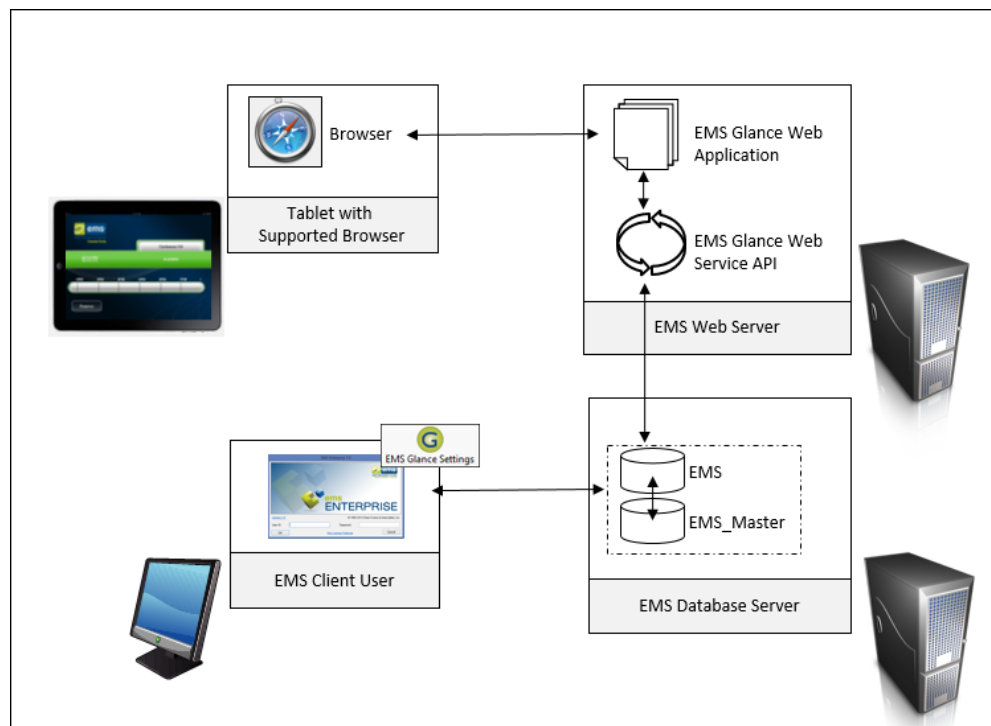 Browser
Tablet with
Supported Browser
EMS Glance Web
Application
EMS Glance Web
Service API
EMS Web Server
ems
G
EMS Glance Settings
ems
ems
ENTERPRISE
EMS Client User
EMS
EMS_Master
EMS Database Server